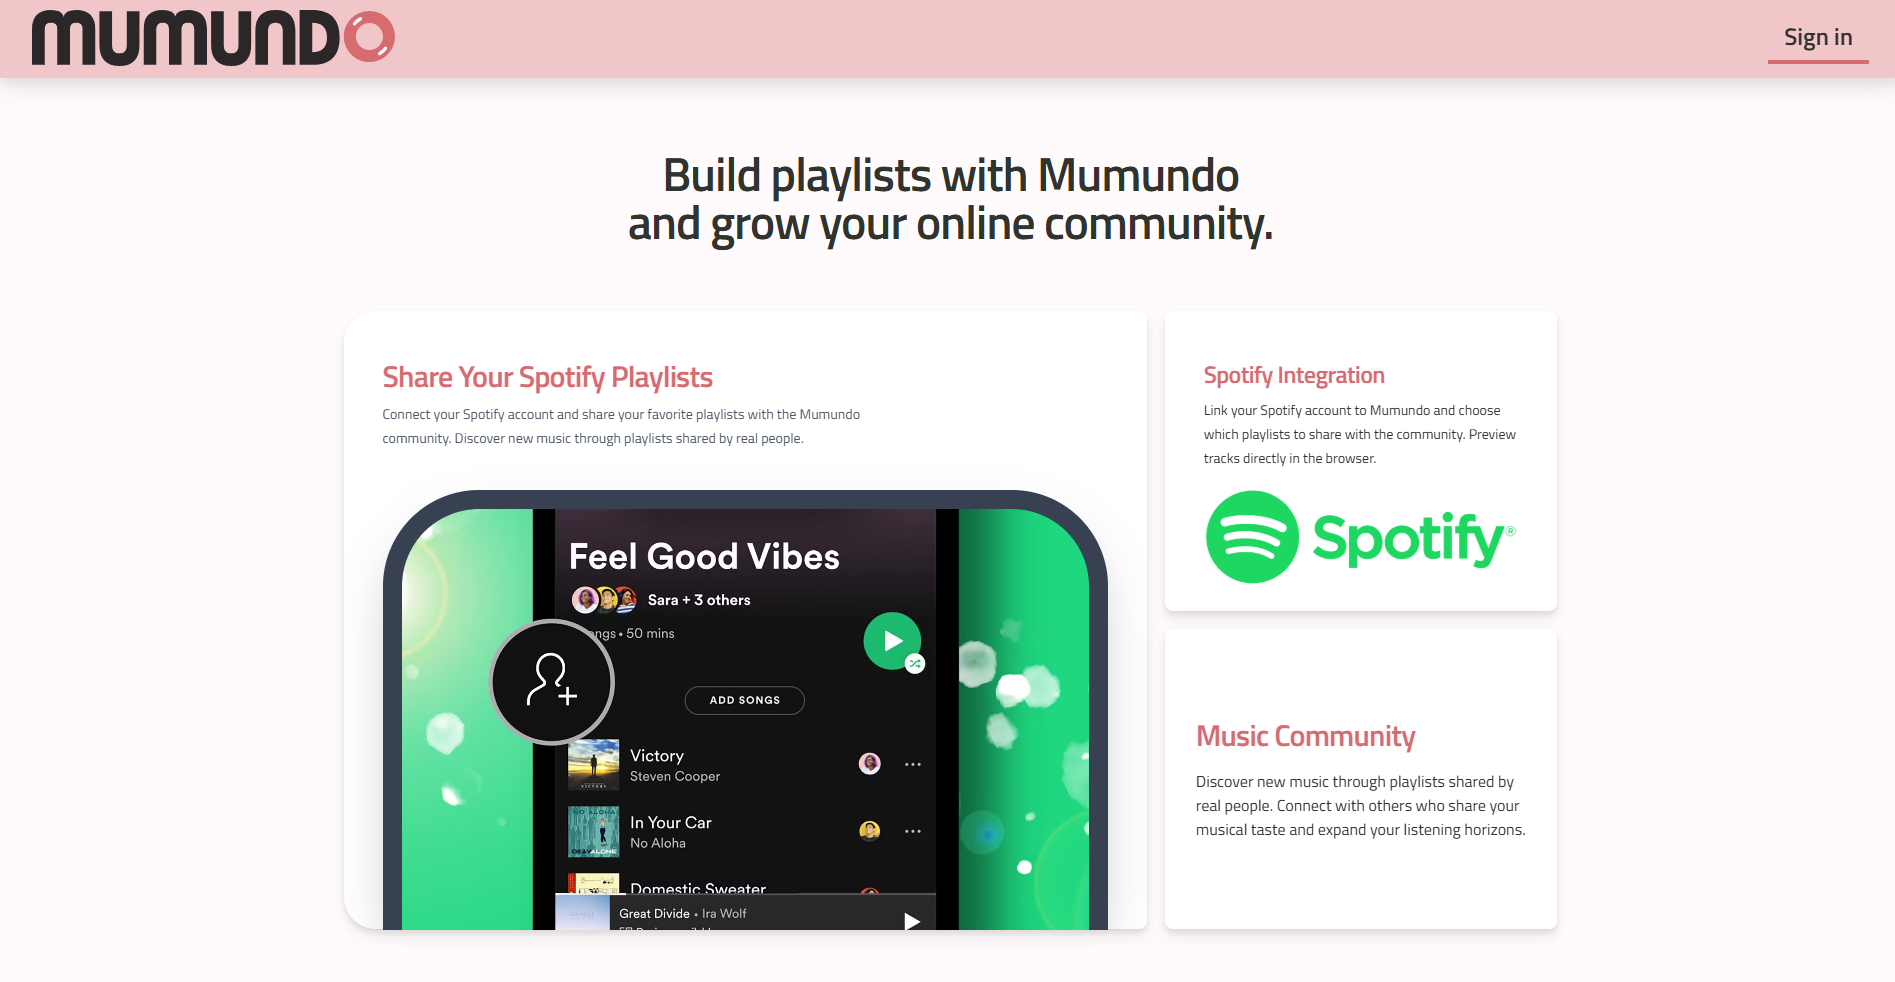 MUMUNDO
Sign in
Build playlists with Mumundo
and grow your online community.
Share Your Spotify Playlists
Connect your Spotify account and share your favorite playlists with the Mumundo
community. Discover new music through playlists shared by real people.
Feel Good Vibes
Sara + 3 others
ngs • 50 mins
ADD SONGS
Victory
Steven Cooper
VICTORY
In Your Car
No Aloha
NO ALOHA
OKAY ALONE
Domestic Sweater
Great Divide • Ira Wolf
Spotify Integration
Link your Spotify account to Mumundo and choose
which playlists to share with the community. Preview
tracks directly in the browser.
Spotify®
Music Community
Discover new music through playlists shared by
real people. Connect with others who share your
musical taste and expand your listening horizons.